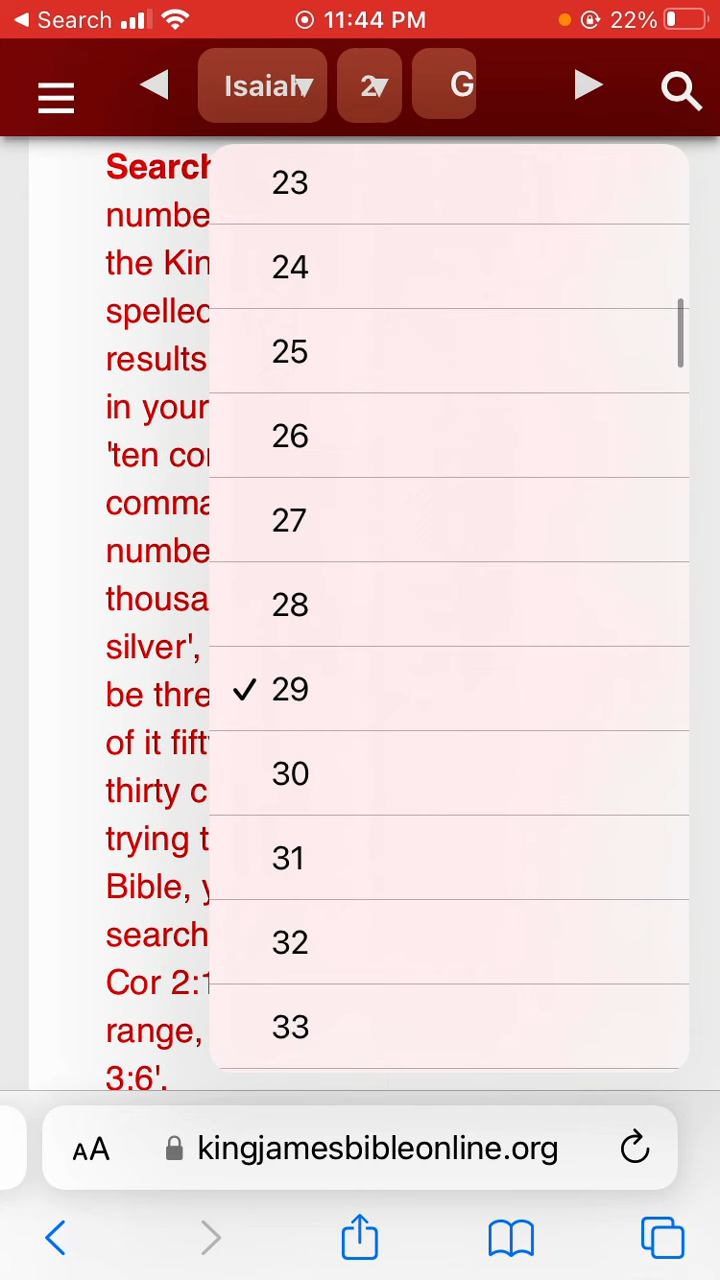 Search
11:44 PM
22%
Isaiah
2
G
Search
number
the Kin
spelled
results
in your
'ten co
comma
numbe
thousa
silver',
be thre
of it fift
thirty c
trying t
Bible, y
search
Cor 2:1
range,
3:6'.
23
24
25
26
27
28
✓ 29
30
31
32
33
AA
kingjamesbibleonline.org